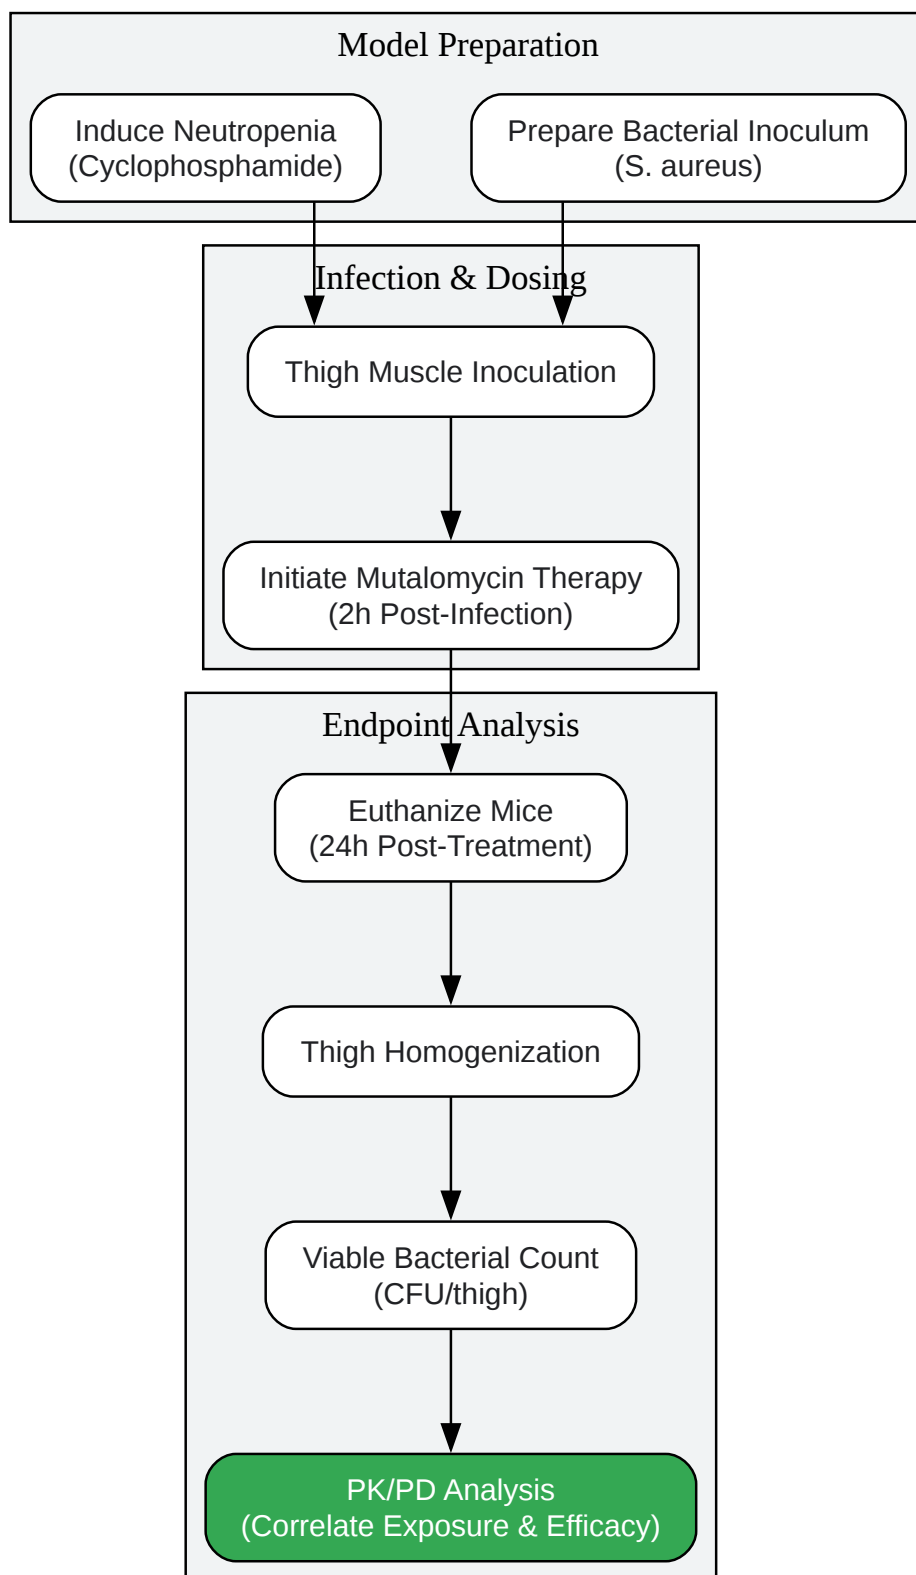 Model Preparation
Induce Neutropenia
(Cyclophosphamide)
Prepare Bacterial Inoculum
(S. aureus)
Infection & Dosing
Thigh Muscle Inoculation
Initiate Mutalomycin Therapy
(2h Post-Infection)
Endpoint Analysis
Euthanize Mice
(24h Post-Treatment)
Thigh Homogenization
Viable Bacterial Count
(CFU/thigh)
PK/PD Analysis
(Correlate Exposure & Efficacy)